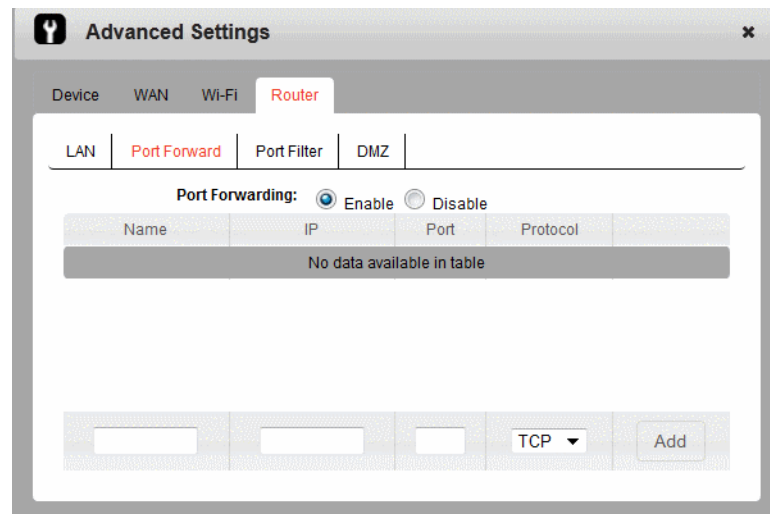 Advanced Settings
Device WAN Wi-Fi Router
LAN Port Forward Port Filter DMZ
Port Forwarding: Enable Disable
Name IP Port Protocol
No data available in table
TCP Add